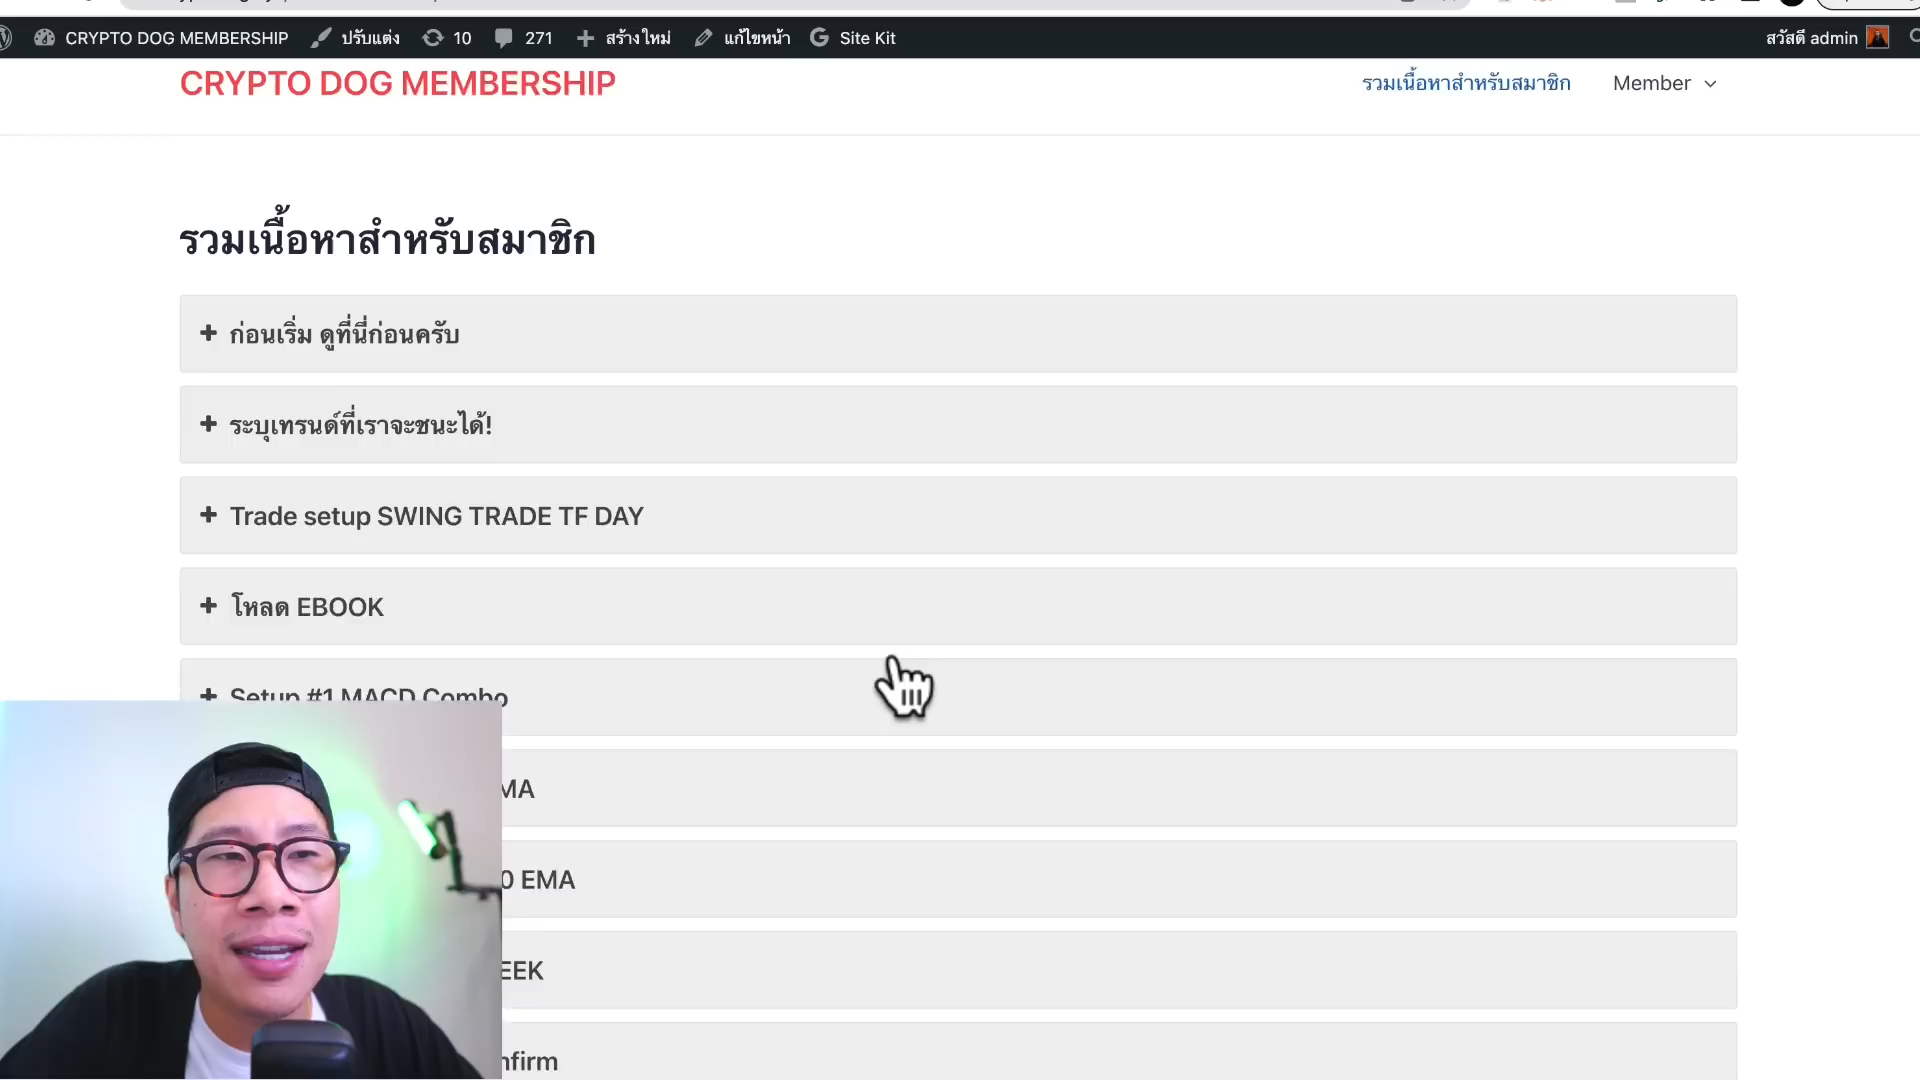 CRYPTO DOG MEMBERSHIP ปรับแต่ง 10 271 สร้างใหม่ แก้ไขหน้า Site Kit สวัสดี admin
CRYPTO DOG MEMBERSHIP รวมเนื้อหาสำหรับสมาชิก Member
รวมเนื้อหาสำหรับสมาชิก
ก่อนเริ่ม ดูที่นี่ก่อนครับ
ระบุเทรนด์ที่เราจะชนะได้!
Trade setup SWING TRADE TF DAY
โหลด EBOOK
Setup #1 MACD Combo
MA
0 EMA
EEK
nfirm